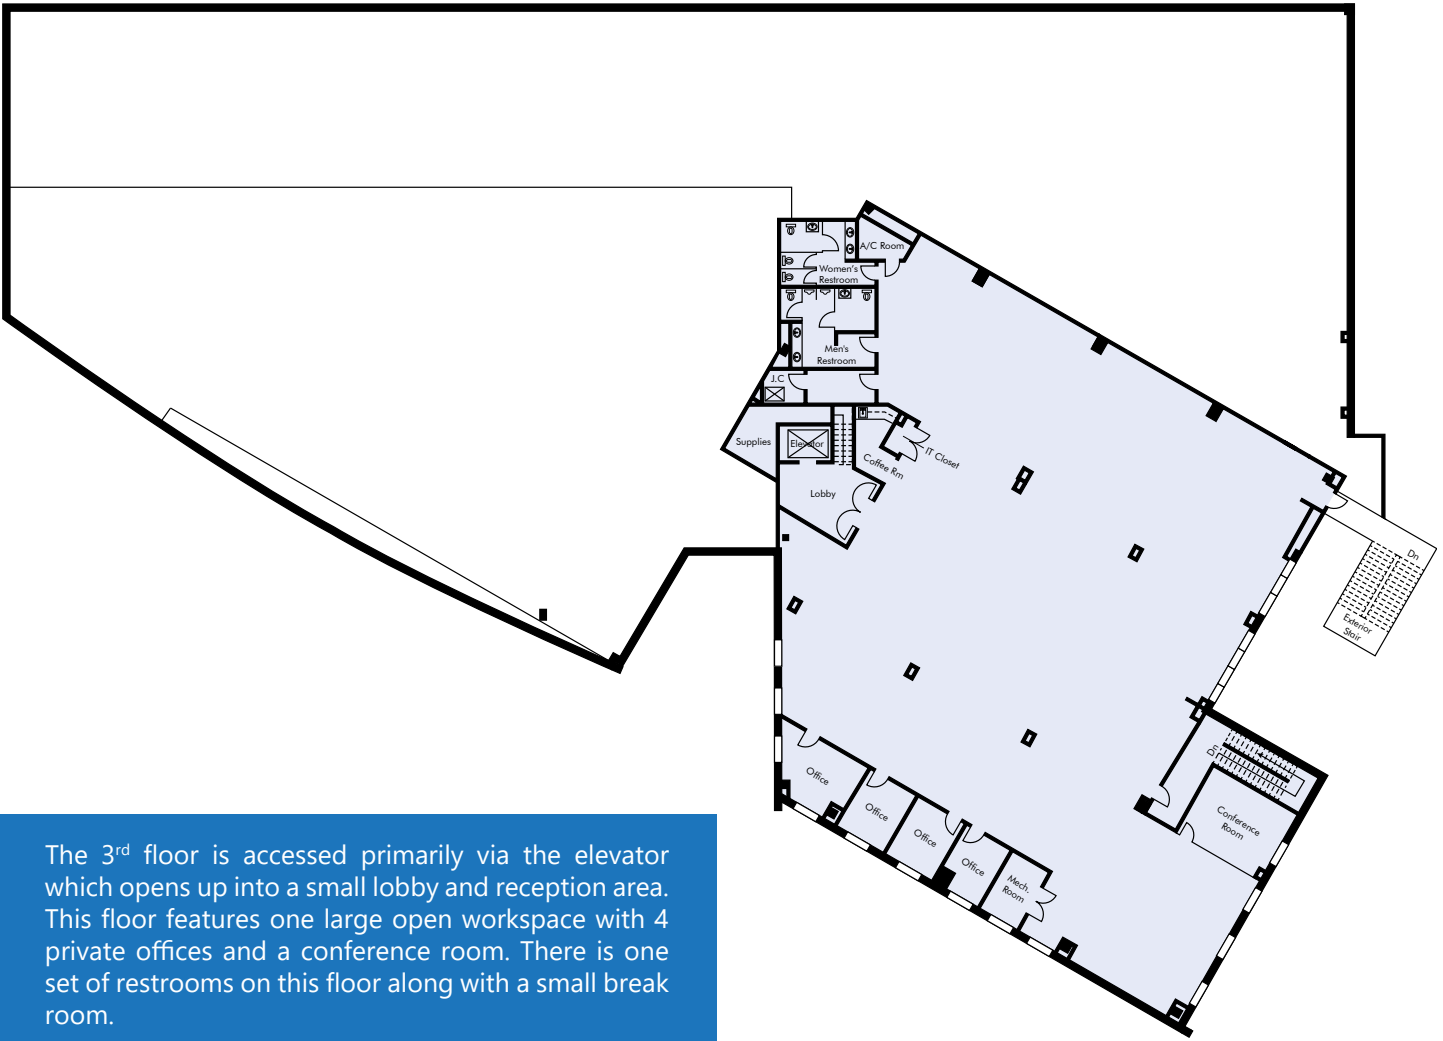 A/C Room
Women's
Restroom
Men's
Restroom
J.C
Supplies
Elevator
Coffee Rm
IT Closet
Lobby
Dn
Exterior
Stair
Dn
Office
Office
Office
Office
Mech.
Room
Conference
Room
The 3rd floor is accessed primarily via the elevator
which opens up into a small lobby and reception area.
This floor features one large open workspace with 4
private offices and a conference room. There is one
set of restrooms on this floor along with a small break
room.